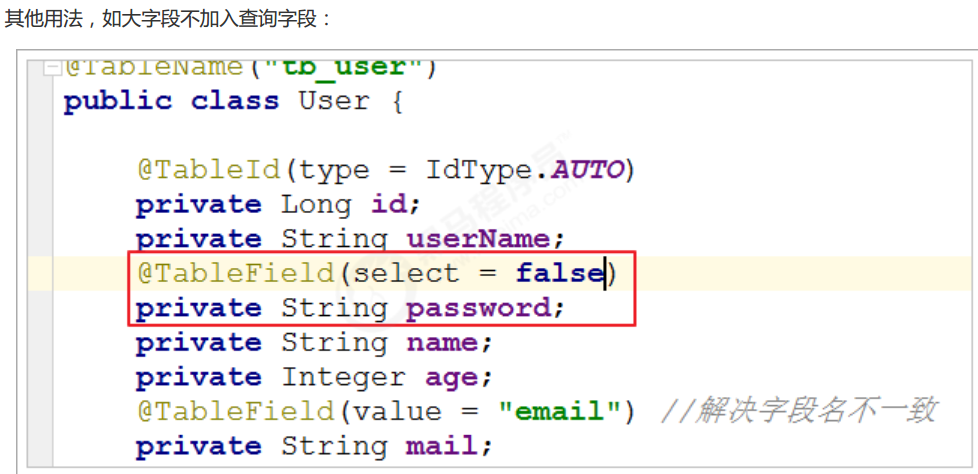 其他用法，如大字段不加入查询字段：
@TableName("tb_user")
public class User {
@TableId(type = IdType.AUTO)
private Long id;
private String userName;
@TableField(select = false)
private String password;
private String name;
private Integer age;
@TableField(value = "email") //解决字段名不一致
private String mail;